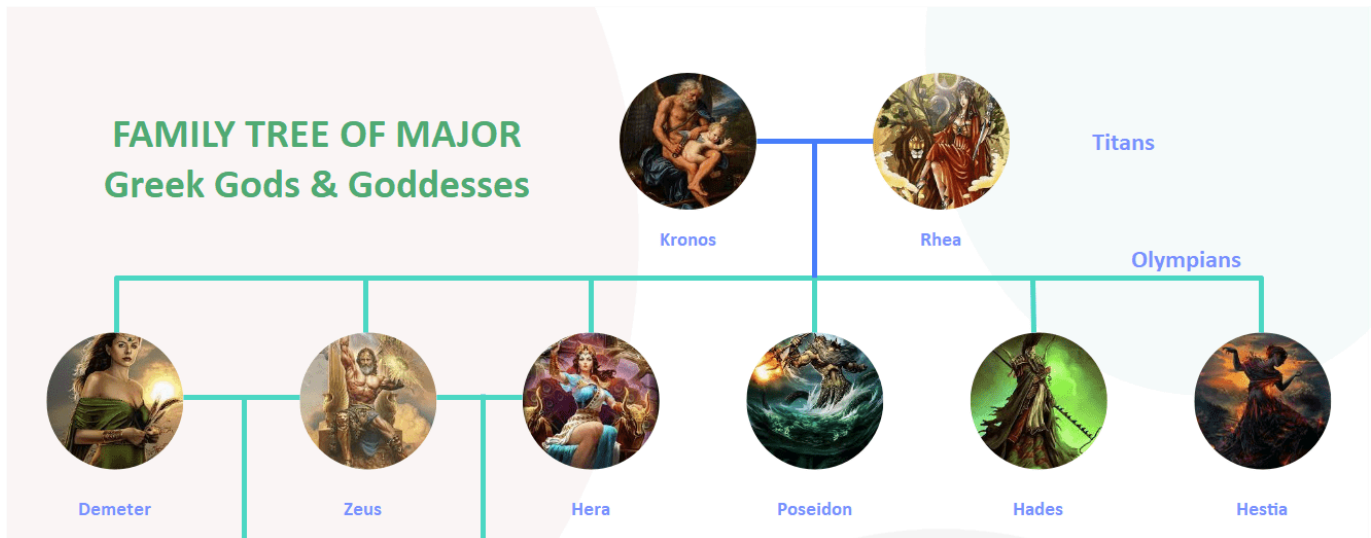 FAMILY TREE OF MAJOR
Greek Gods & Goddesses
Titans
Kronos
Rhea
Olympians
Demeter
Zeus
Hera
Poseidon
Hades
Hestia